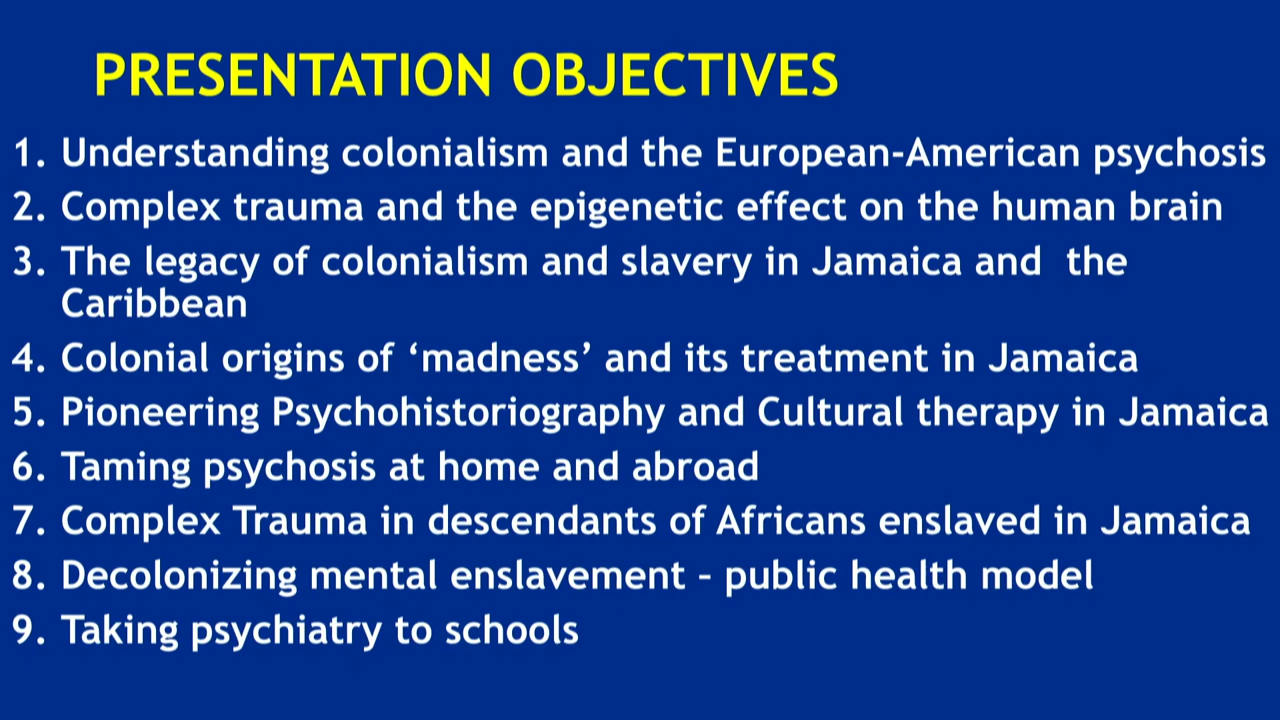 PRESENTATION OBJECTIVES
1. Understanding colonialism and the European-American psychosis
2. Complex trauma and the epigenetic effect on the human brain
3. The legacy of colonialism and slavery in Jamaica and  the
Caribbean
4. Colonial origins of ‘madness’ and its treatment in Jamaica
5. Pioneering Psychohistoriography and Cultural therapy in Jamaica
6. Taming psychosis at home and abroad
7. Complex Trauma in descendants of Africans enslaved in Jamaica
8. Decolonizing mental enslavement – public health model
9. Taking psychiatry to schools